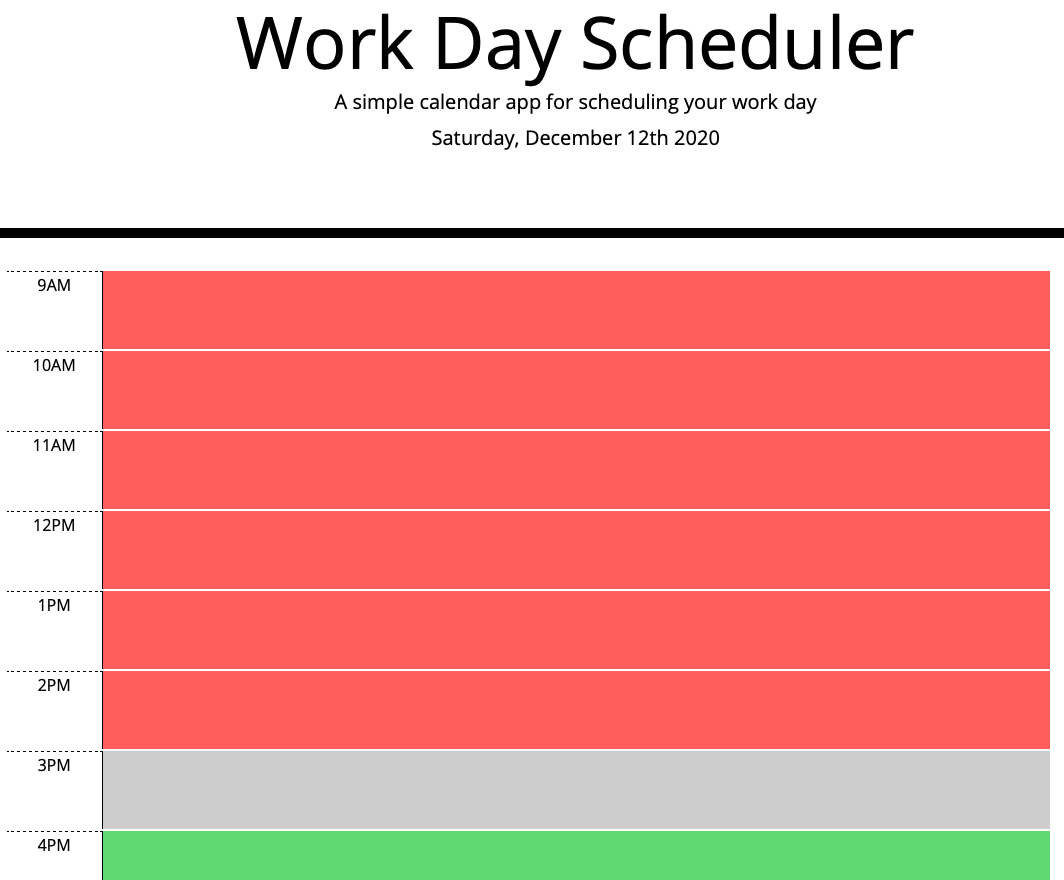 Work Day Scheduler
A simple calendar app for scheduling your work day
Saturday, December 12th 2020
9AM
10AM
11AM
12PM
1PM
2PM
3PM
4PM